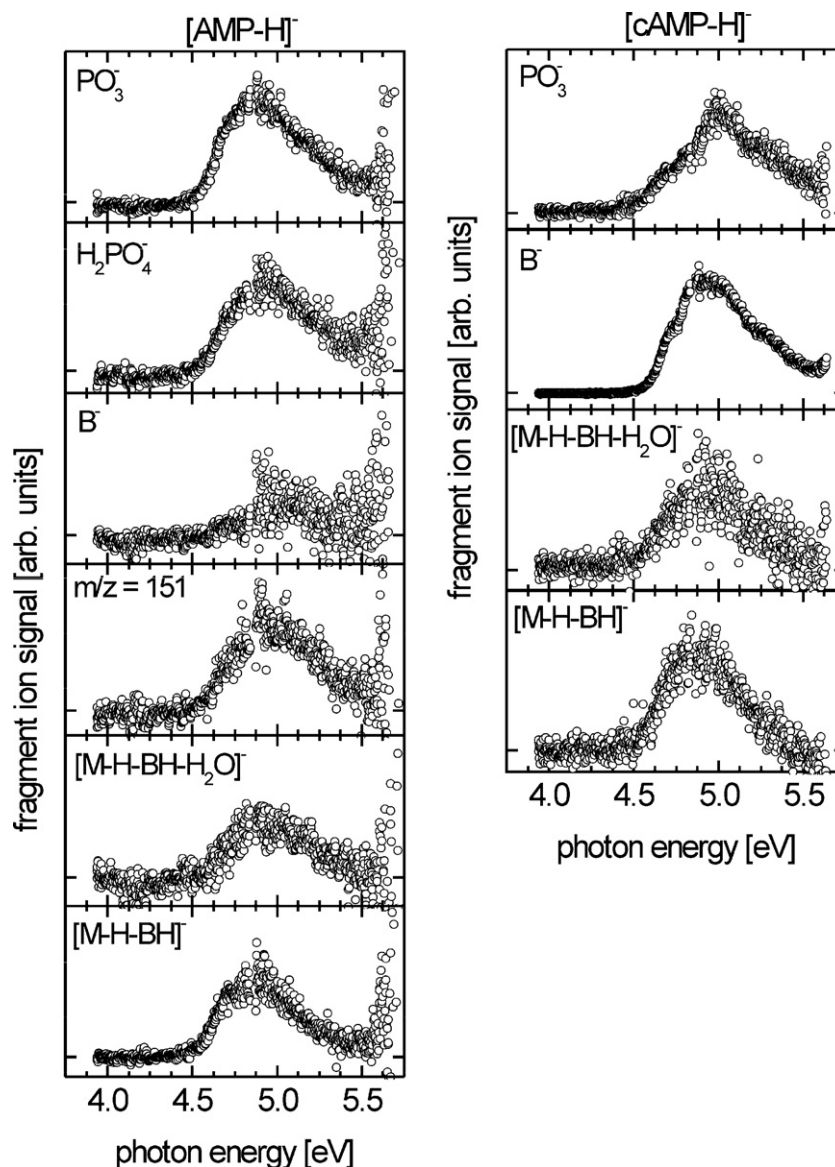 [AMP-H]⁻
PO₃⁻
H₂PO₄⁻
B⁻
m/z = 151
[M-H-BH-H₂O]⁻
[M-H-BH]⁻
fragment ion signal [arb. units]
4.0 4.5 5.0 5.5
photon energy [eV]
[cAMP-H]⁻
PO₃⁻
B⁻
[M-H-BH-H₂O]⁻
[M-H-BH]⁻
fragment ion signal [arb. units]
4.0 4.5 5.0 5.5
photon energy [eV]